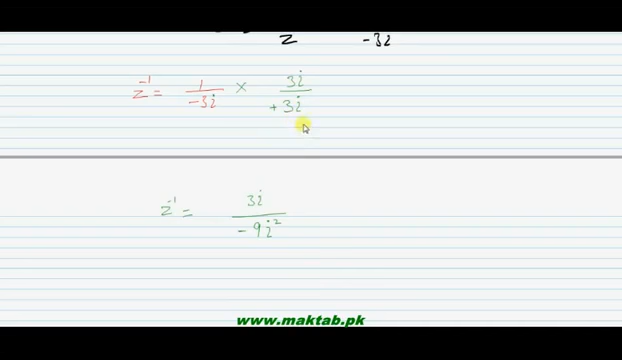 z -3i
z⁻¹ = 1/-3i × 3i/+3i
z⁻¹ = 3i/-9i²
www.maktab.pk